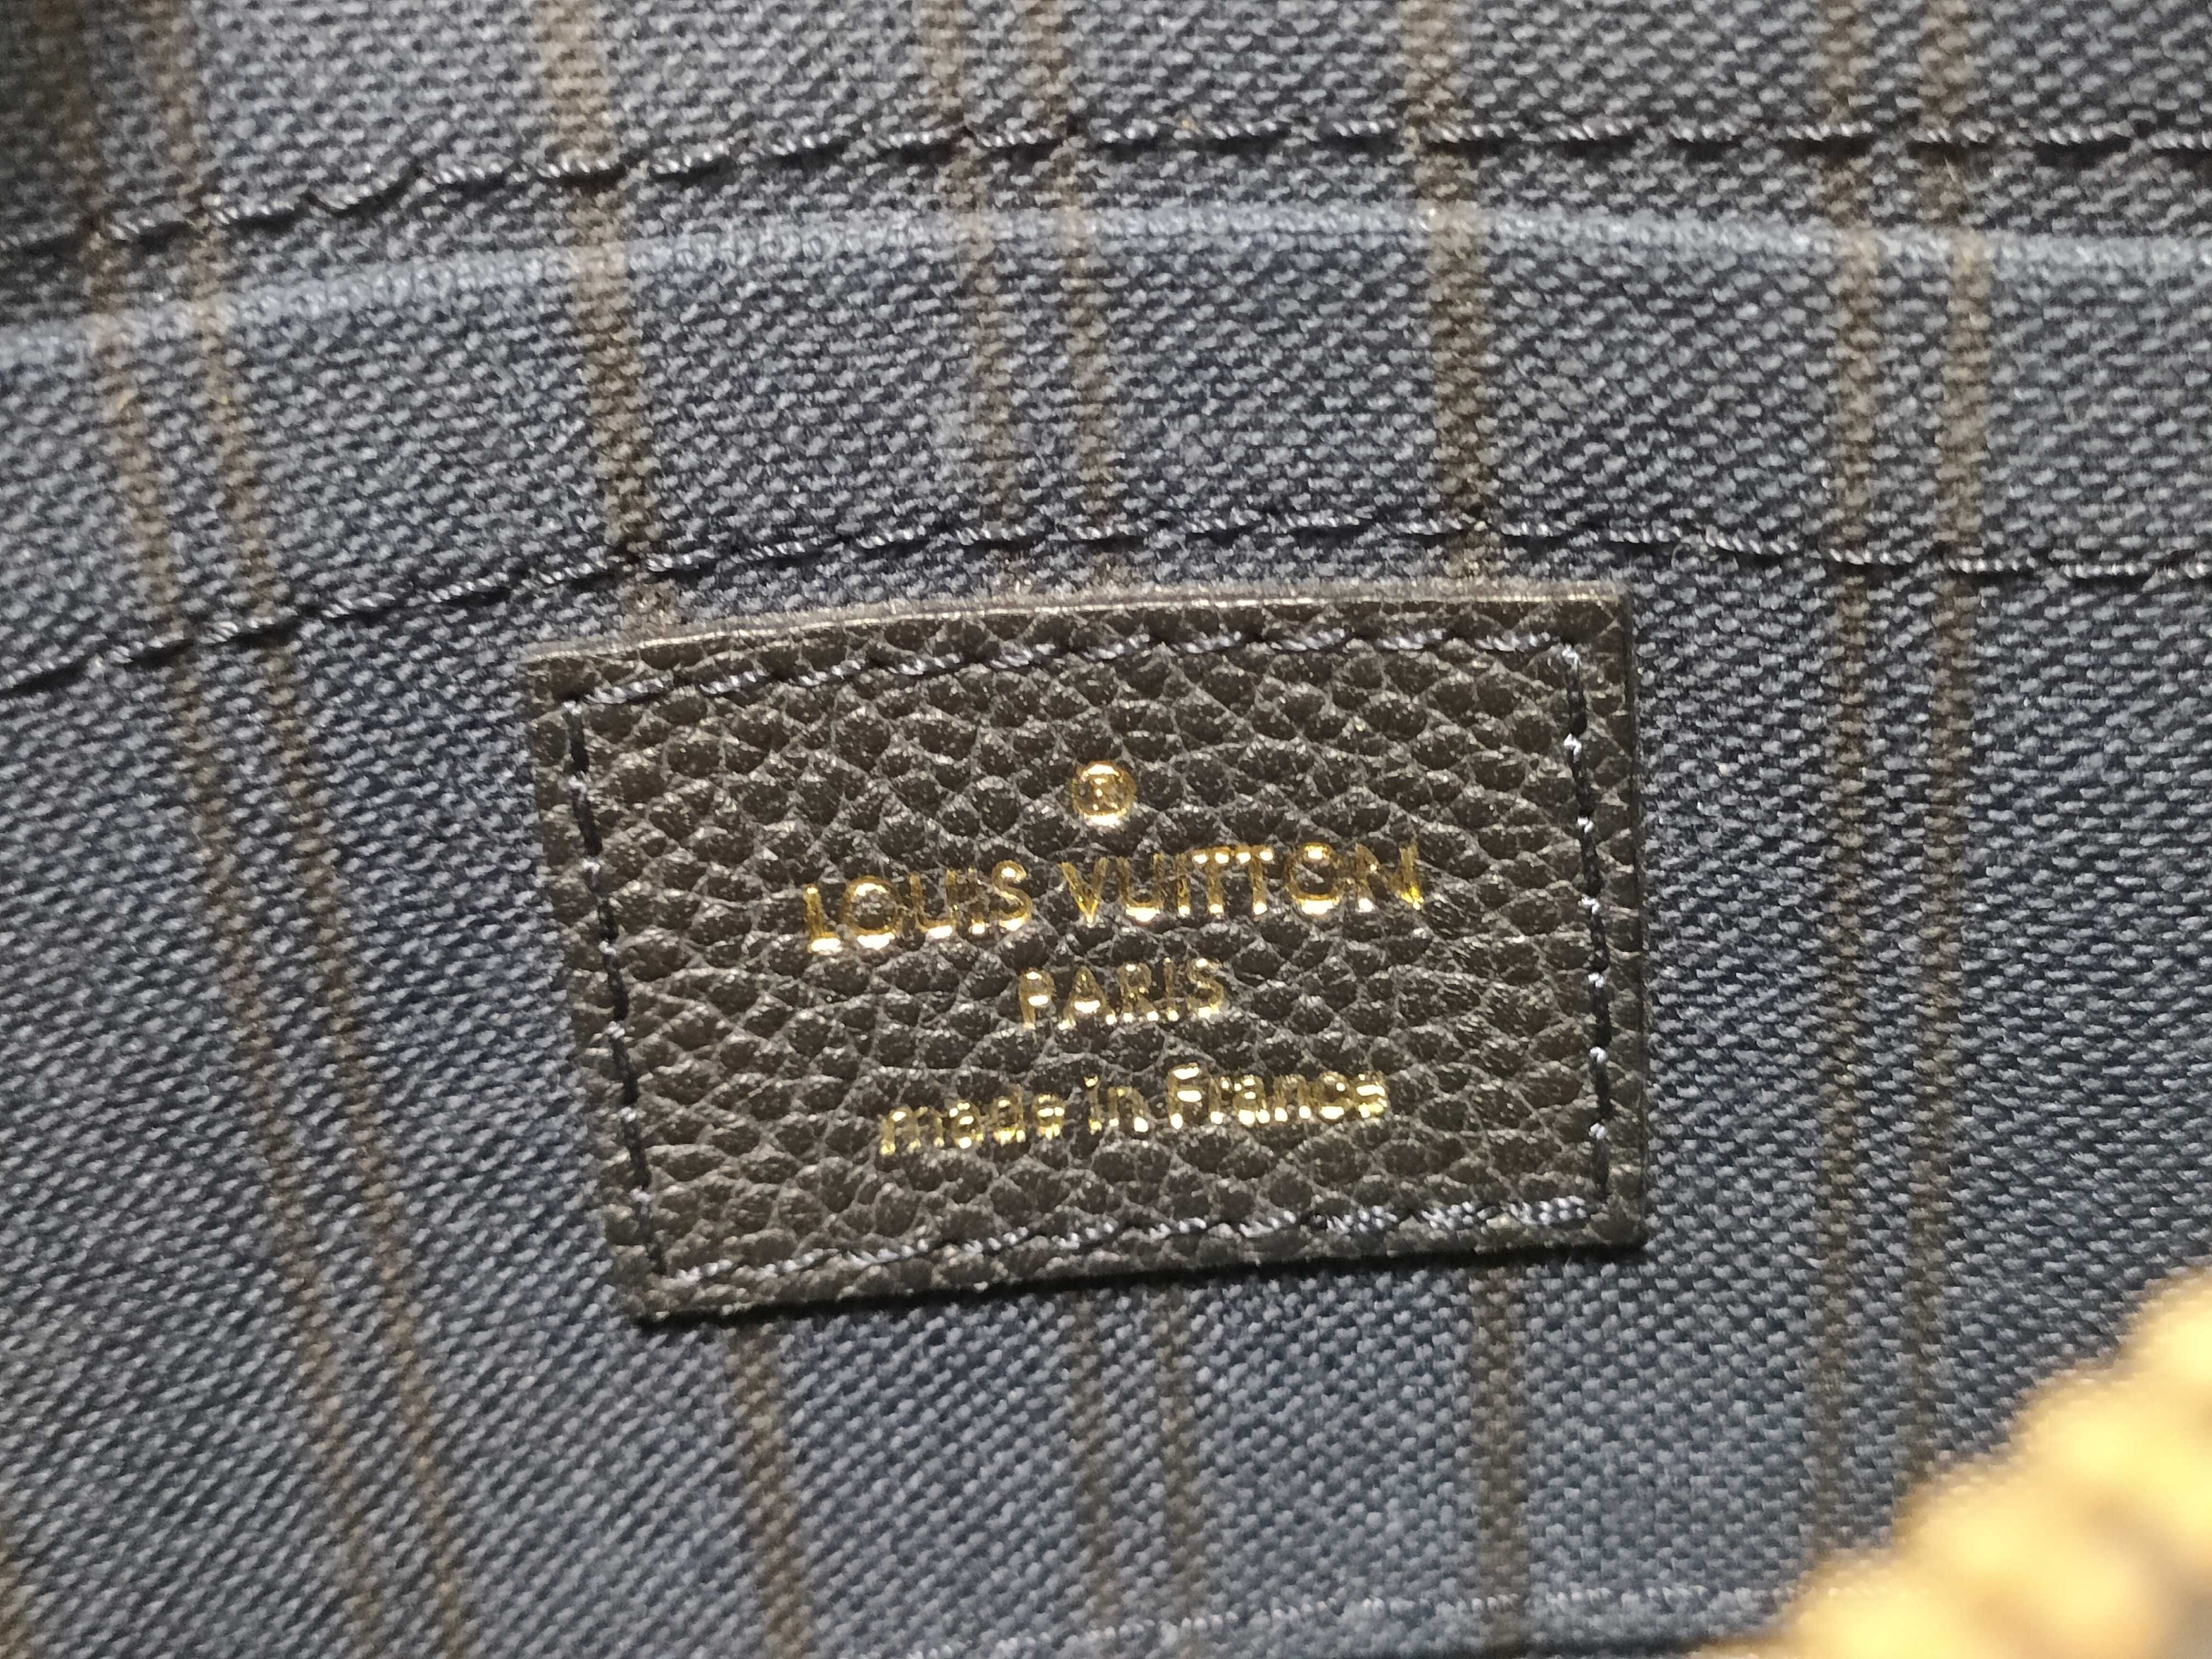 ®
LOUIS VUITTON
PARIS
made in France